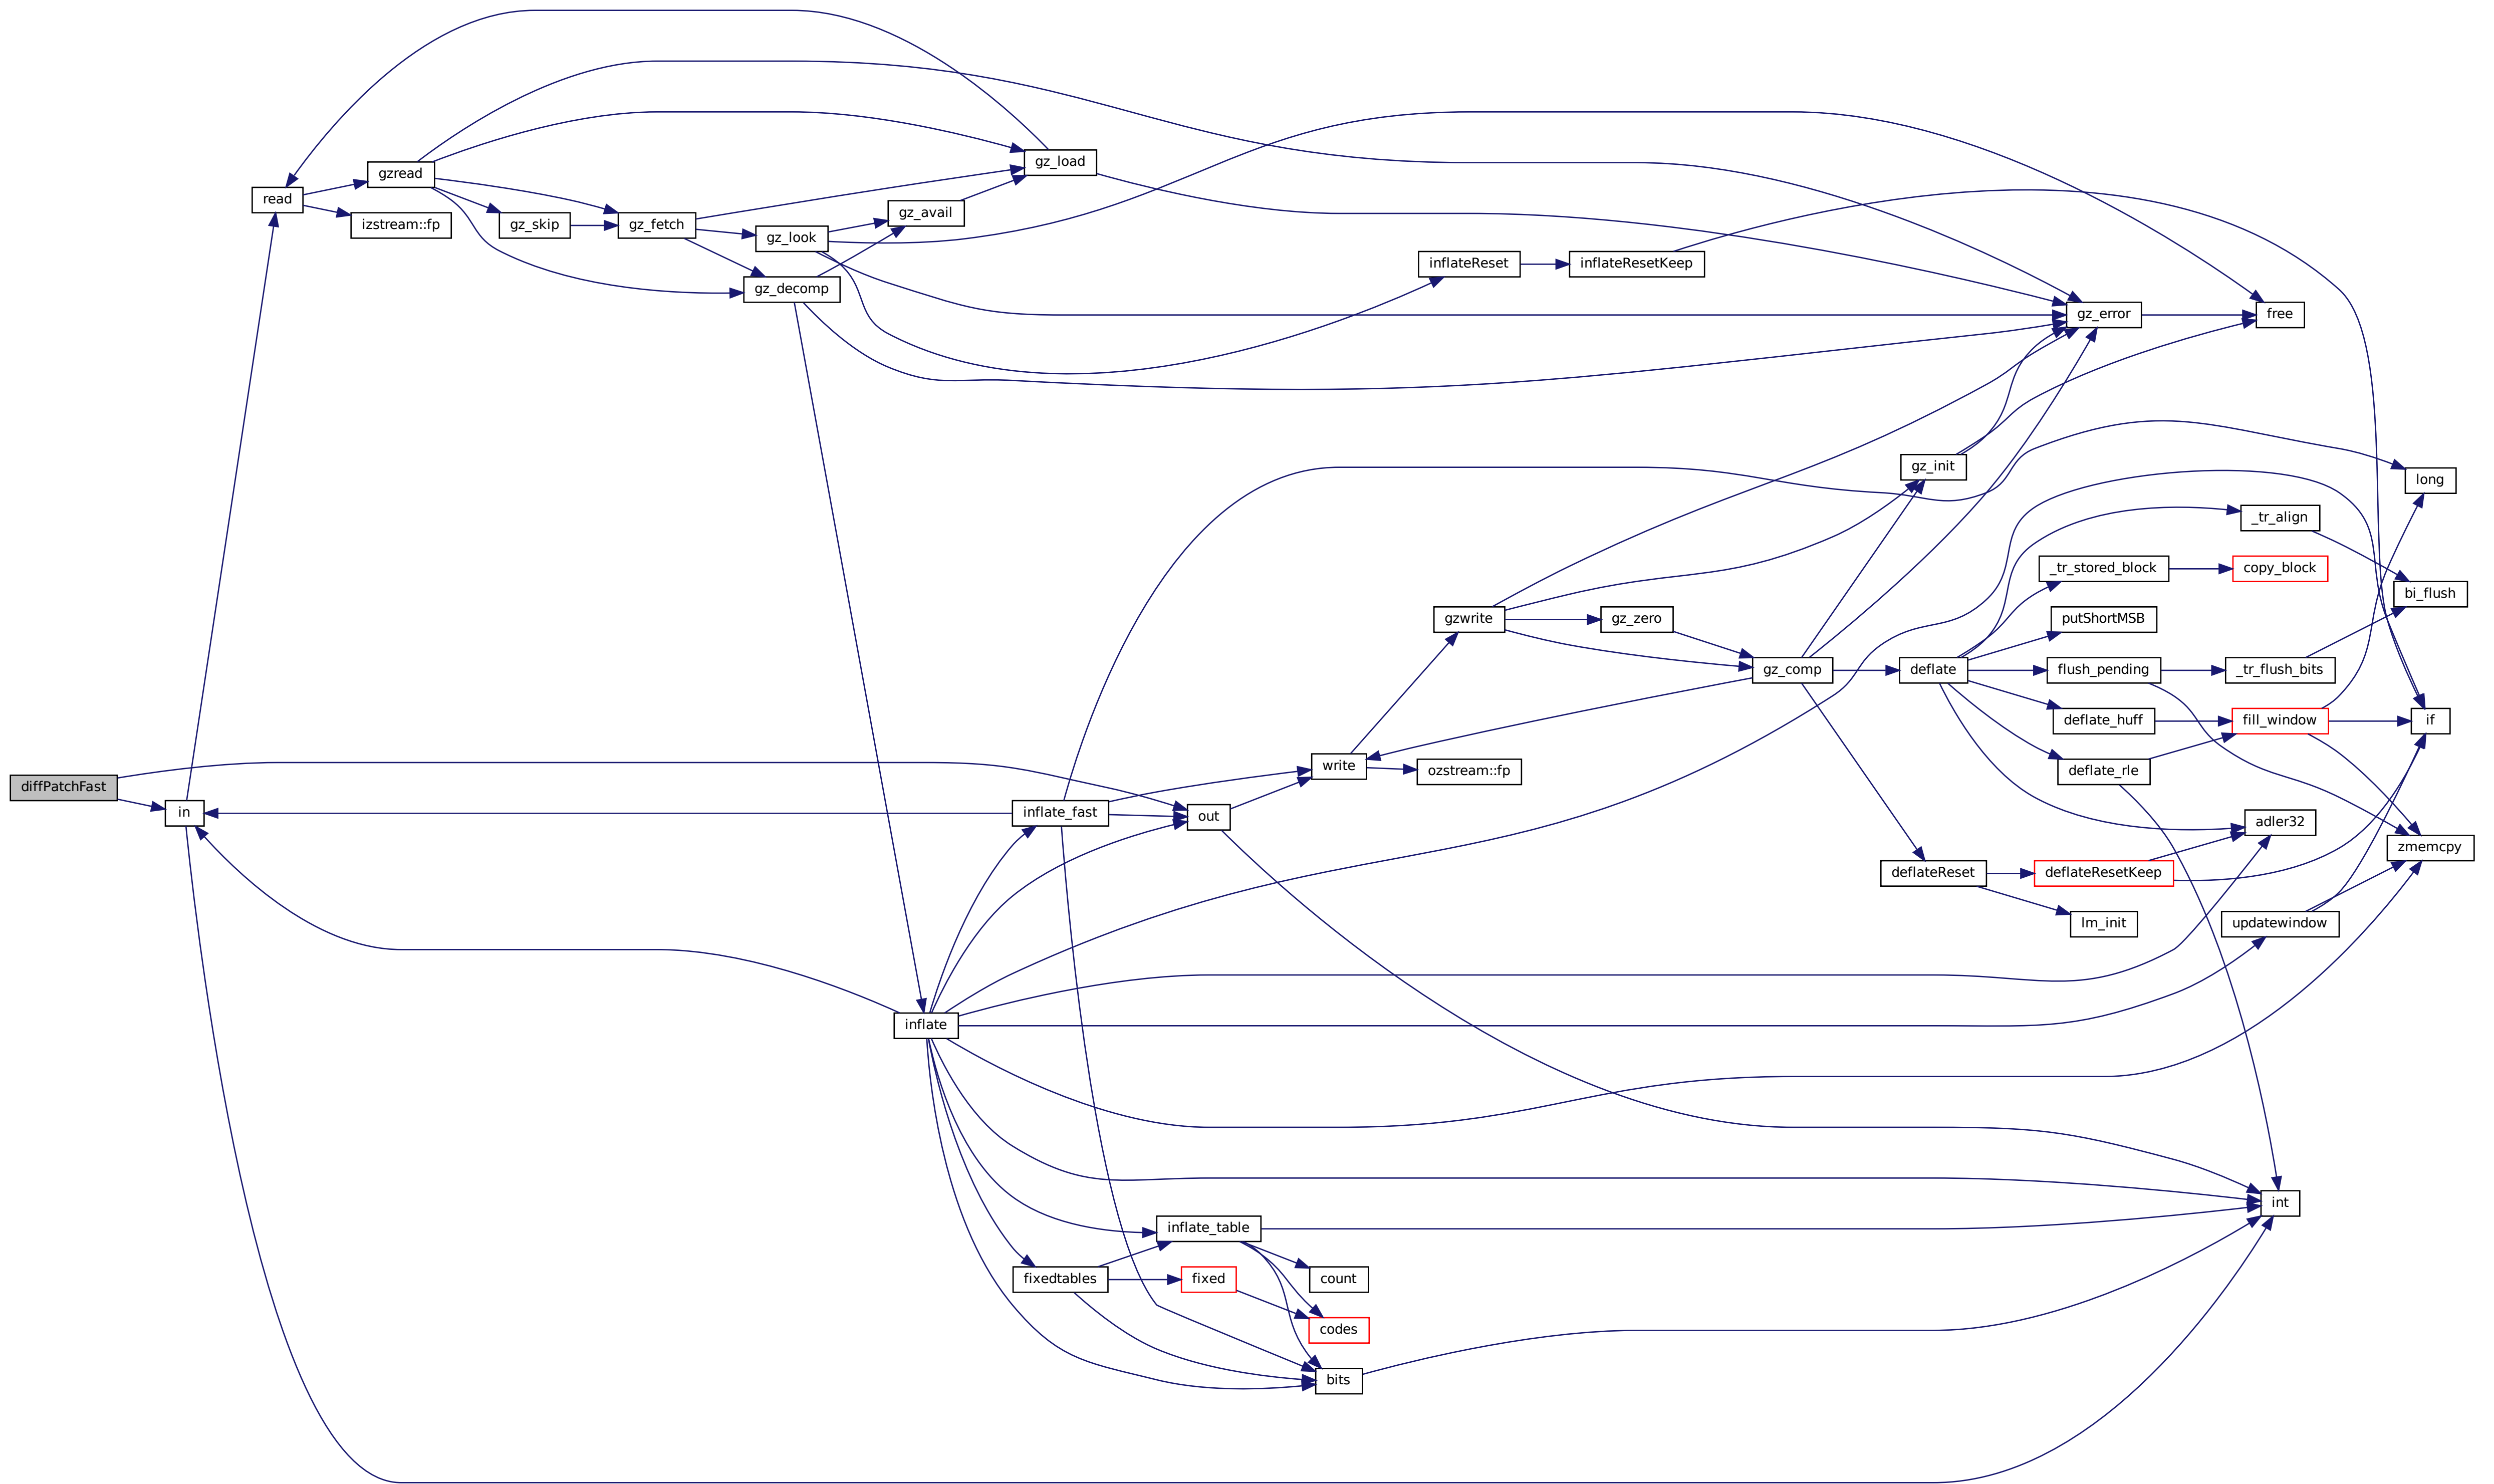 diffPatchFast
in
read
gzread
izstream::fp
gz_skip
gz_fetch
gz_look
gz_decomp
gz_avail
gz_load
inflateReset
inflateResetKeep
gz_error
free
gz_init
long
_tr_align
_tr_stored_block
copy_block
bi_flush
gzwrite
gz_zero
putShortMSB
gz_comp
deflate
flush_pending
_tr_flush_bits
deflate_huff
fill_window
if
write
ozstream::fp
deflate_rle
inflate_fast
out
adler32
zmemcpy
deflateReset
deflateResetKeep
lm_init
updatewindow
inflate
int
inflate_table
fixedtables
fixed
count
codes
bits